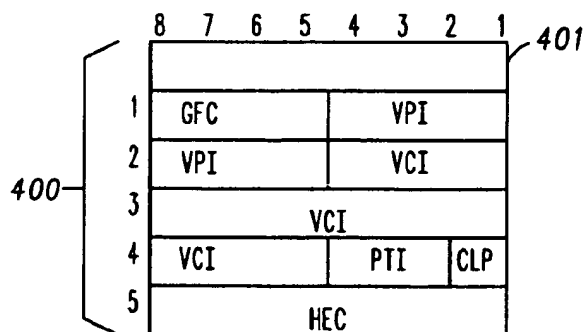 8 7 6 5 4 3 2 1
401
1 GFC VPI
2 VPI VCI
400
3 VCI
4 VCI PTI CLP
5 HEC